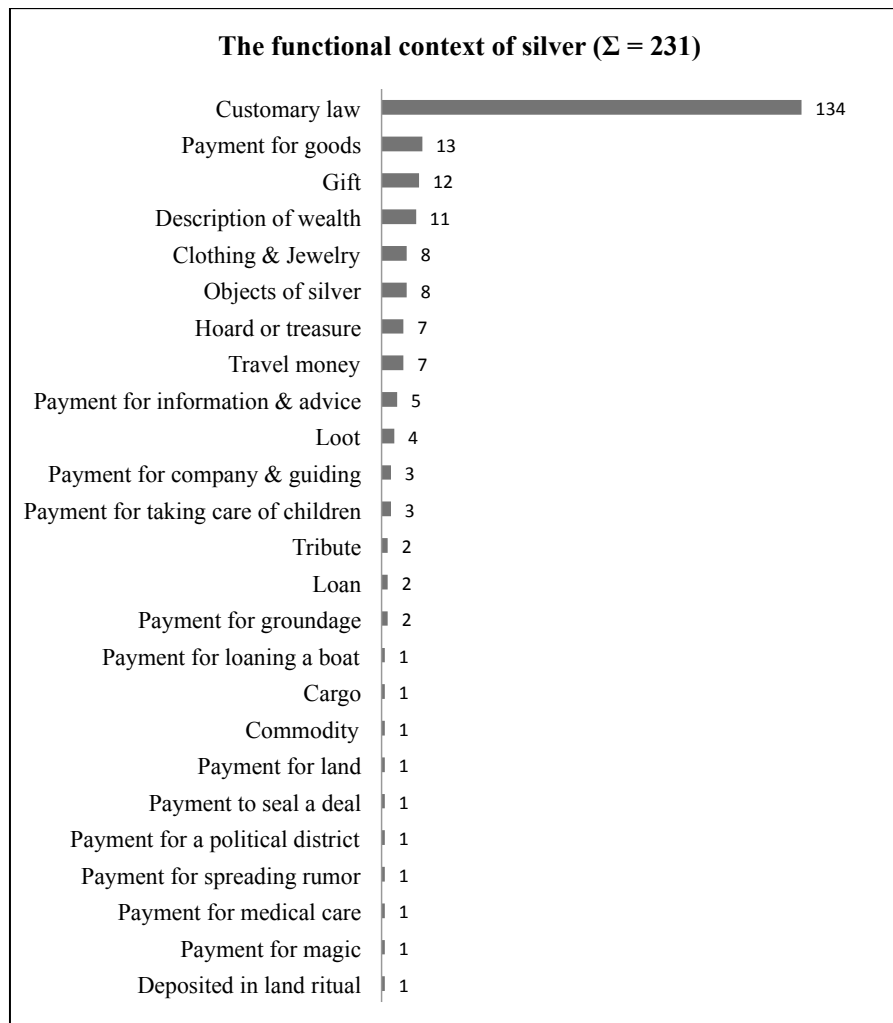 The functional context of silver (Σ = 231)
Customary law 134
Payment for goods 13
Gift 12
Description of wealth 11
Clothing & Jewelry 8
Objects of silver 8
Hoard or treasure 7
Travel money 7
Payment for information & advice 5
Loot 4
Payment for company & guiding 3
Payment for taking care of children 3
Tribute 2
Loan 2
Payment for groundage 2
Payment for loaning a boat 1
Cargo 1
Commodity 1
Payment for land 1
Payment to seal a deal 1
Payment for a political district 1
Payment for spreading rumor 1
Payment for medical care 1
Payment for magic 1
Deposited in land ritual 1